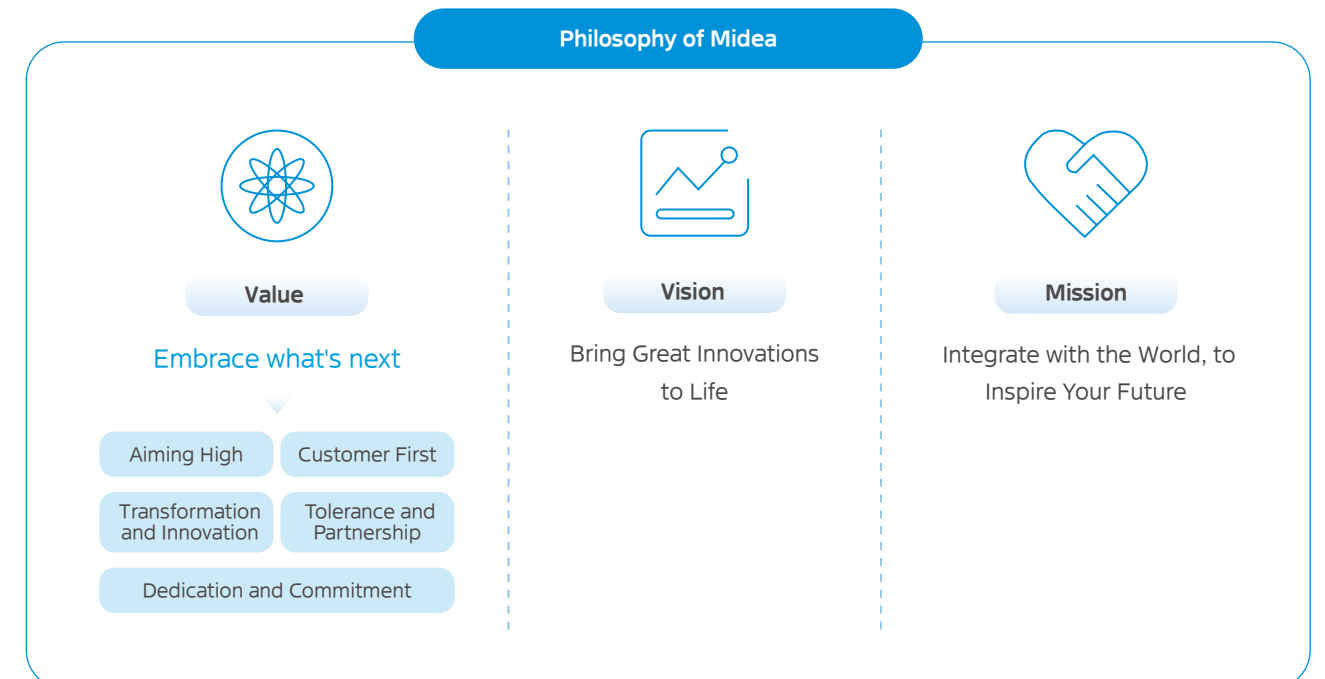 Philosophy of Midea
Value
Embrace what's next
Aiming High
Customer First
Transformation
and Innovation
Tolerance and
Partnership
Dedication and Commitment
Vision
Bring Great Innovations
to Life
Mission
Integrate with the World, to
Inspire Your Future